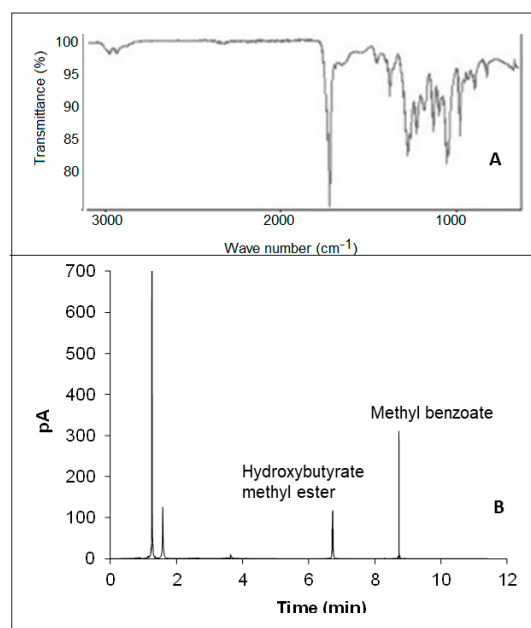 100
95
90
85
80
Transmittance (%)
A
3000
2000
1000
Wave number (cm-1)
700
600
500
400
300
200
100
0
pA
Methyl benzoate
Hydroxybutyrate
methyl ester
B
0
2
4
6
8
10
12
Time (min)